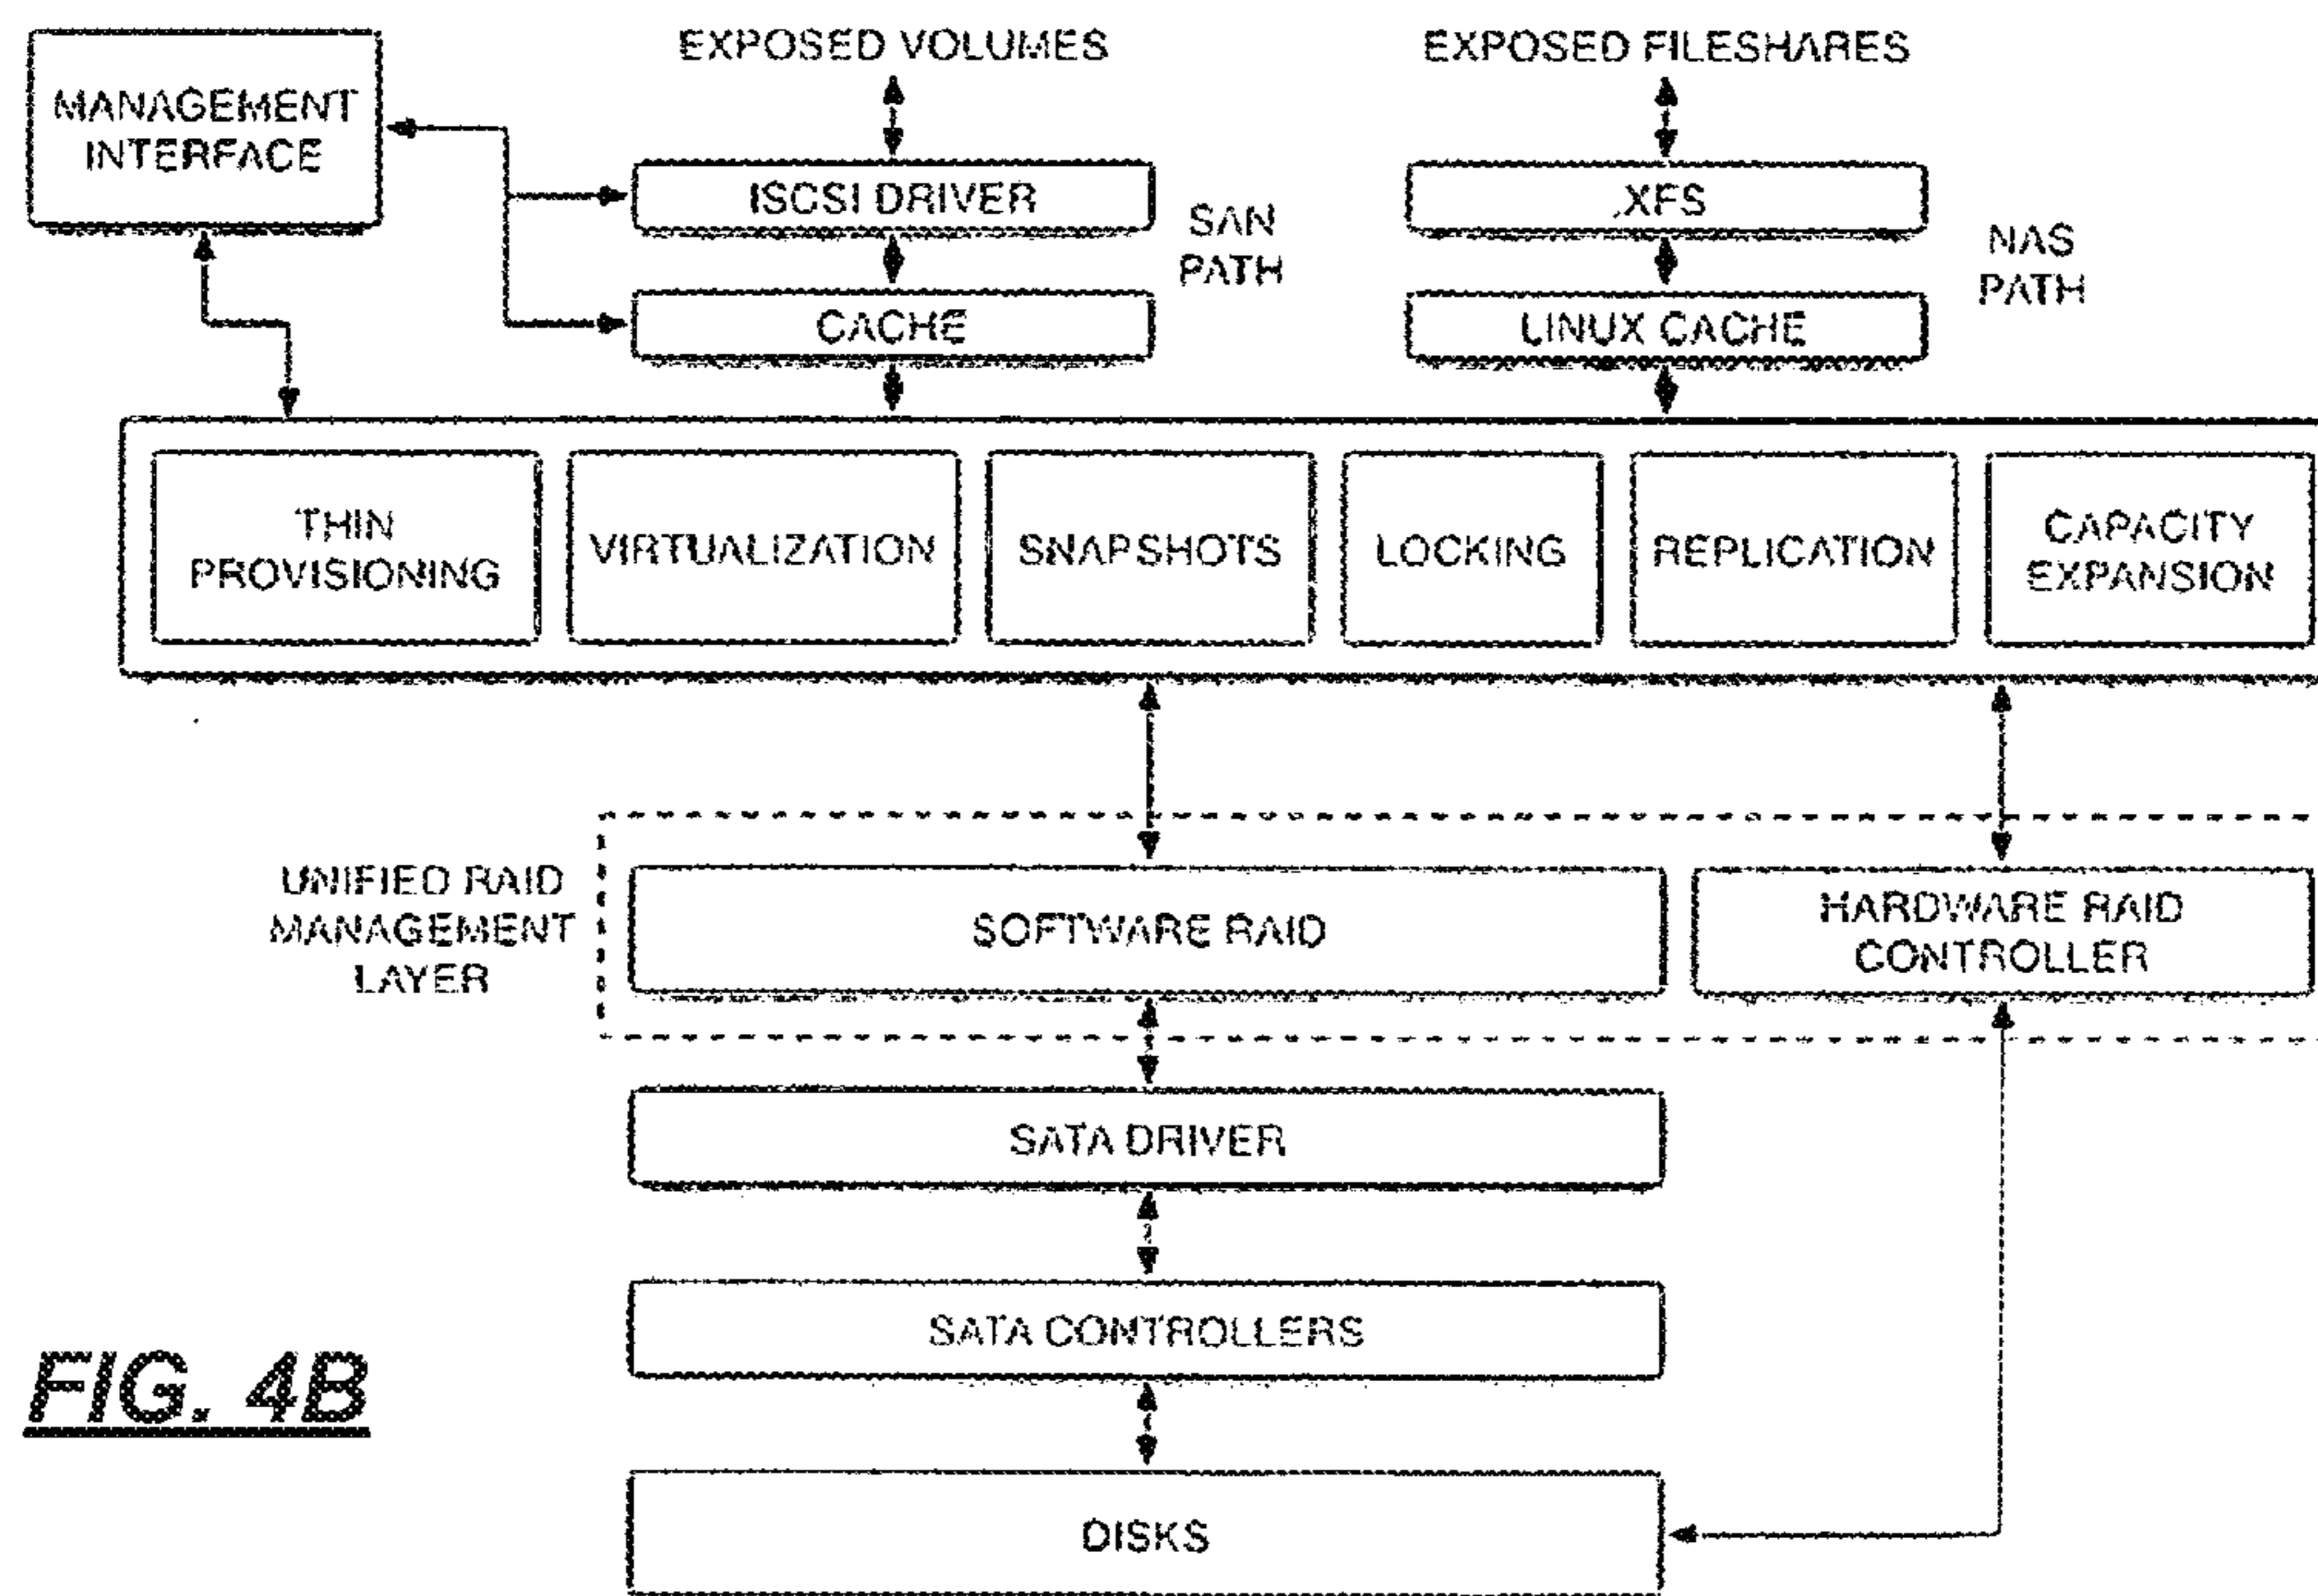 MANAGEMENT
INTERFACE
EXPOSED VOLUMES
EXPOSED FILESHARES
ISCSI DRIVER
XFS
SAN
PATH
NAS
PATH
CACHE
LINUX CACHE
THIN
PROVISIONING
VIRTUALIZATION
SNAPSHOTS
LOCKING
REPLICATION
CAPACITY
EXPANSION
UNIFIED RAID
MANAGEMENT
LAYER
SOFTWARE RAID
HARDWARE RAID
CONTROLLER
SATA DRIVER
SATA CONTROLLERS
FIG. 4B
DISKS